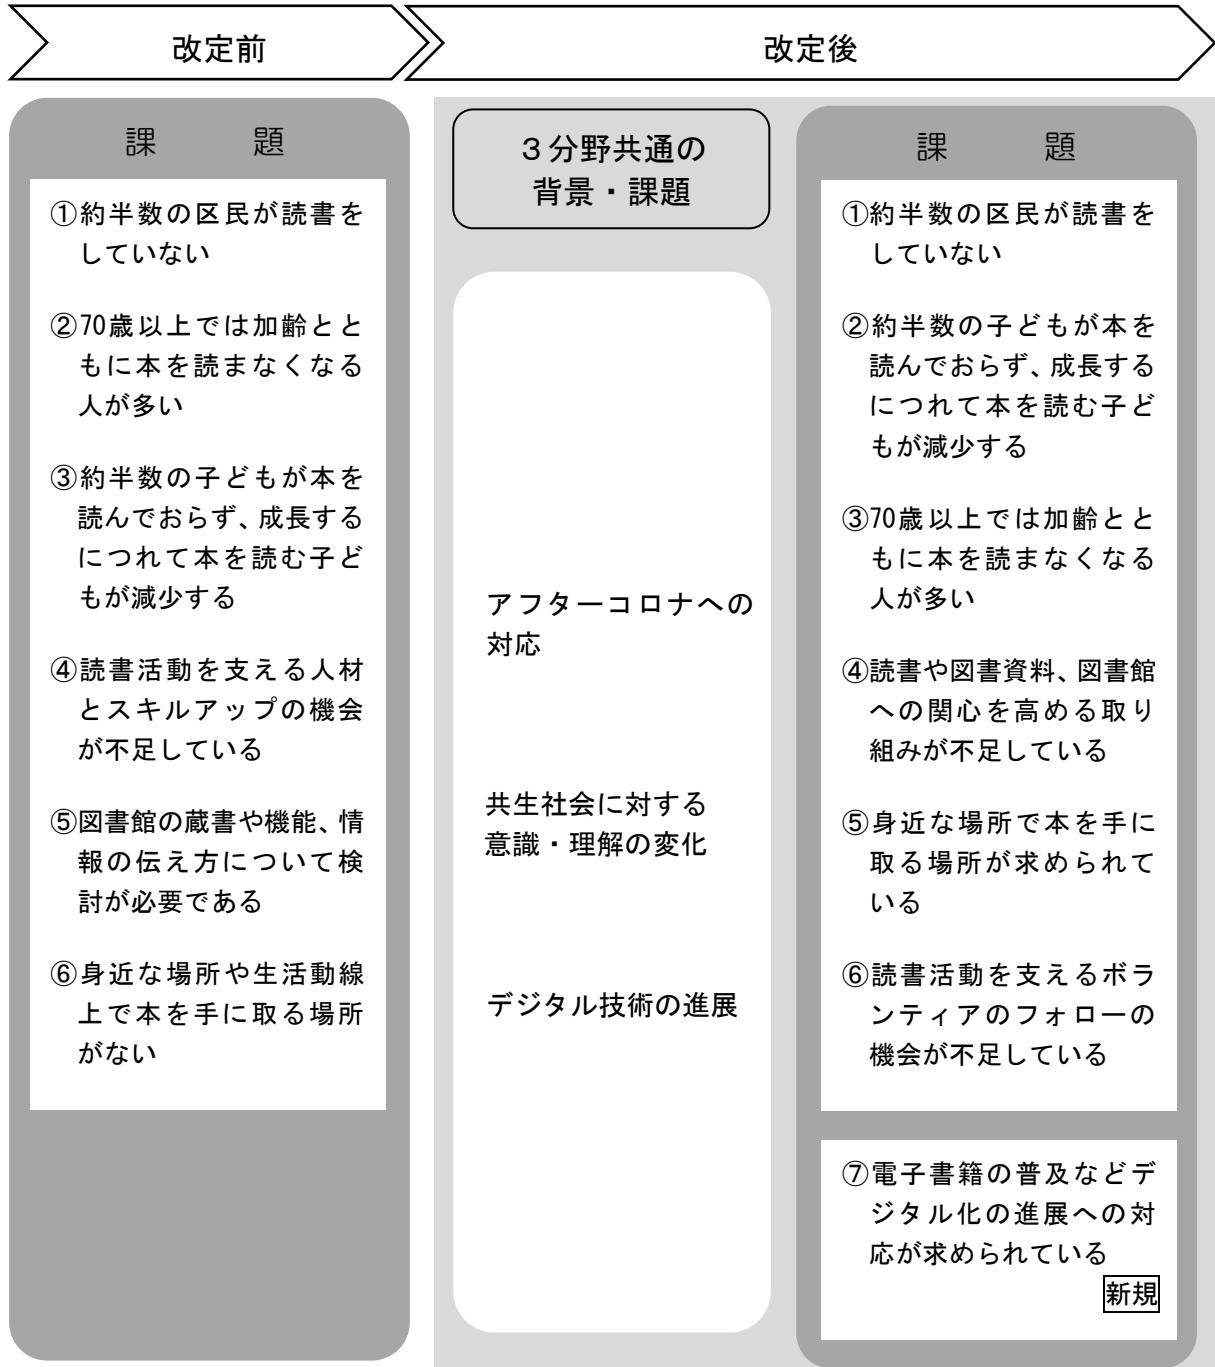 改定前
改定後
課　題
①約半数の区民が読書を
していない
②70歳以上では加齢とと
もに本を読まなくなる
人が多い
③約半数の子どもが本を
読んでおらず、成長する
につれて本を読む子ど
もが減少する
④読書活動を支える人材
とスキルアップの機会
が不足している
⑤図書館の蔵書や機能、情
報の伝え方について検
討が必要である
⑥身近な場所や生活動線
上で本を手に取る場所
がない
３分野共通の
背景・課題
アフターコロナへの
対応
共生社会に対する
意識・理解の変化
デジタル技術の進展
課　題
①約半数の区民が読書を
していない
②約半数の子どもが本を
読んでおらず、成長する
につれて本を読む子ど
もが減少する
③70歳以上では加齢とと
もに本を読まなくなる
人が多い
④読書や図書資料、図書館
への関心を高める取り
組みが不足している
⑤身近な場所で本を手に
取る場所が求められて
いる
⑥読書活動を支えるボラ
ンティアのフォローの
機会が不足している
⑦電子書籍の普及などデ
ジタル化の進展への対
応が求められている
新規